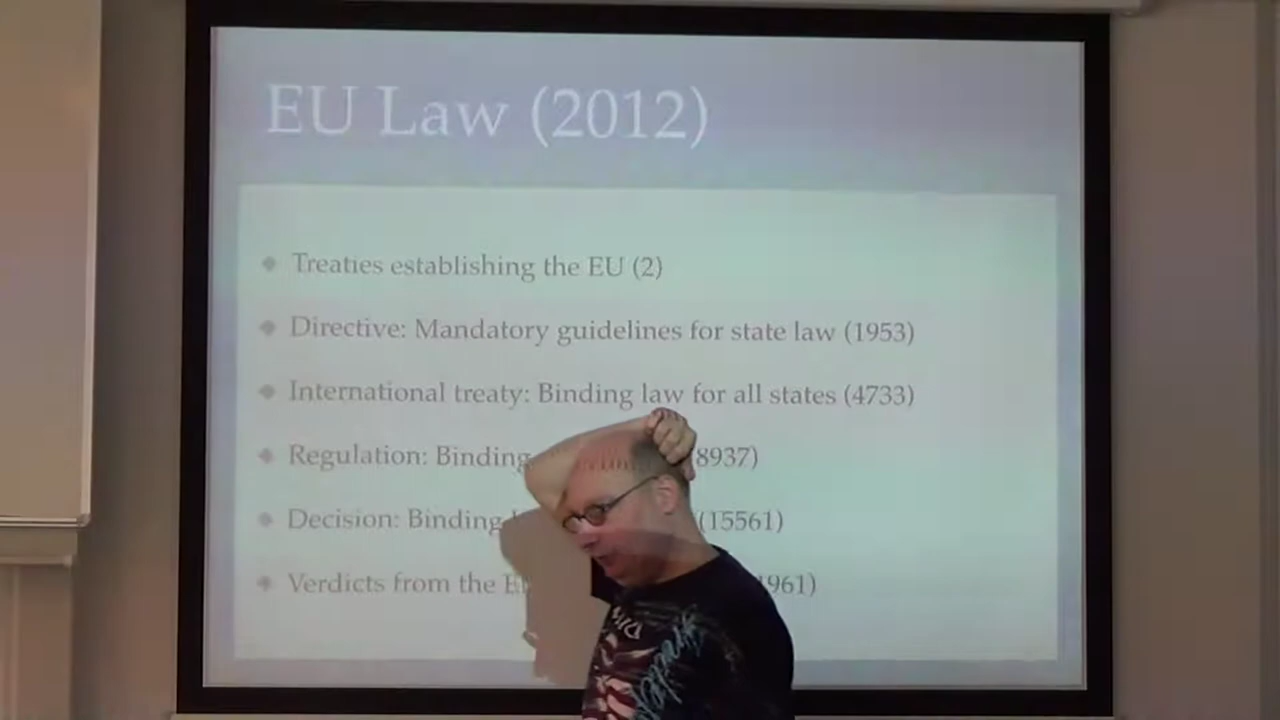 EU Law (2012)
Treaties establishing the EU (2)
Directive: Mandatory guidelines for state law (1953)
International treaty: Binding law for all states (4733)
Regulation: Binding 8937)
Decision: Binding (15561)
Verdicts from the 961)